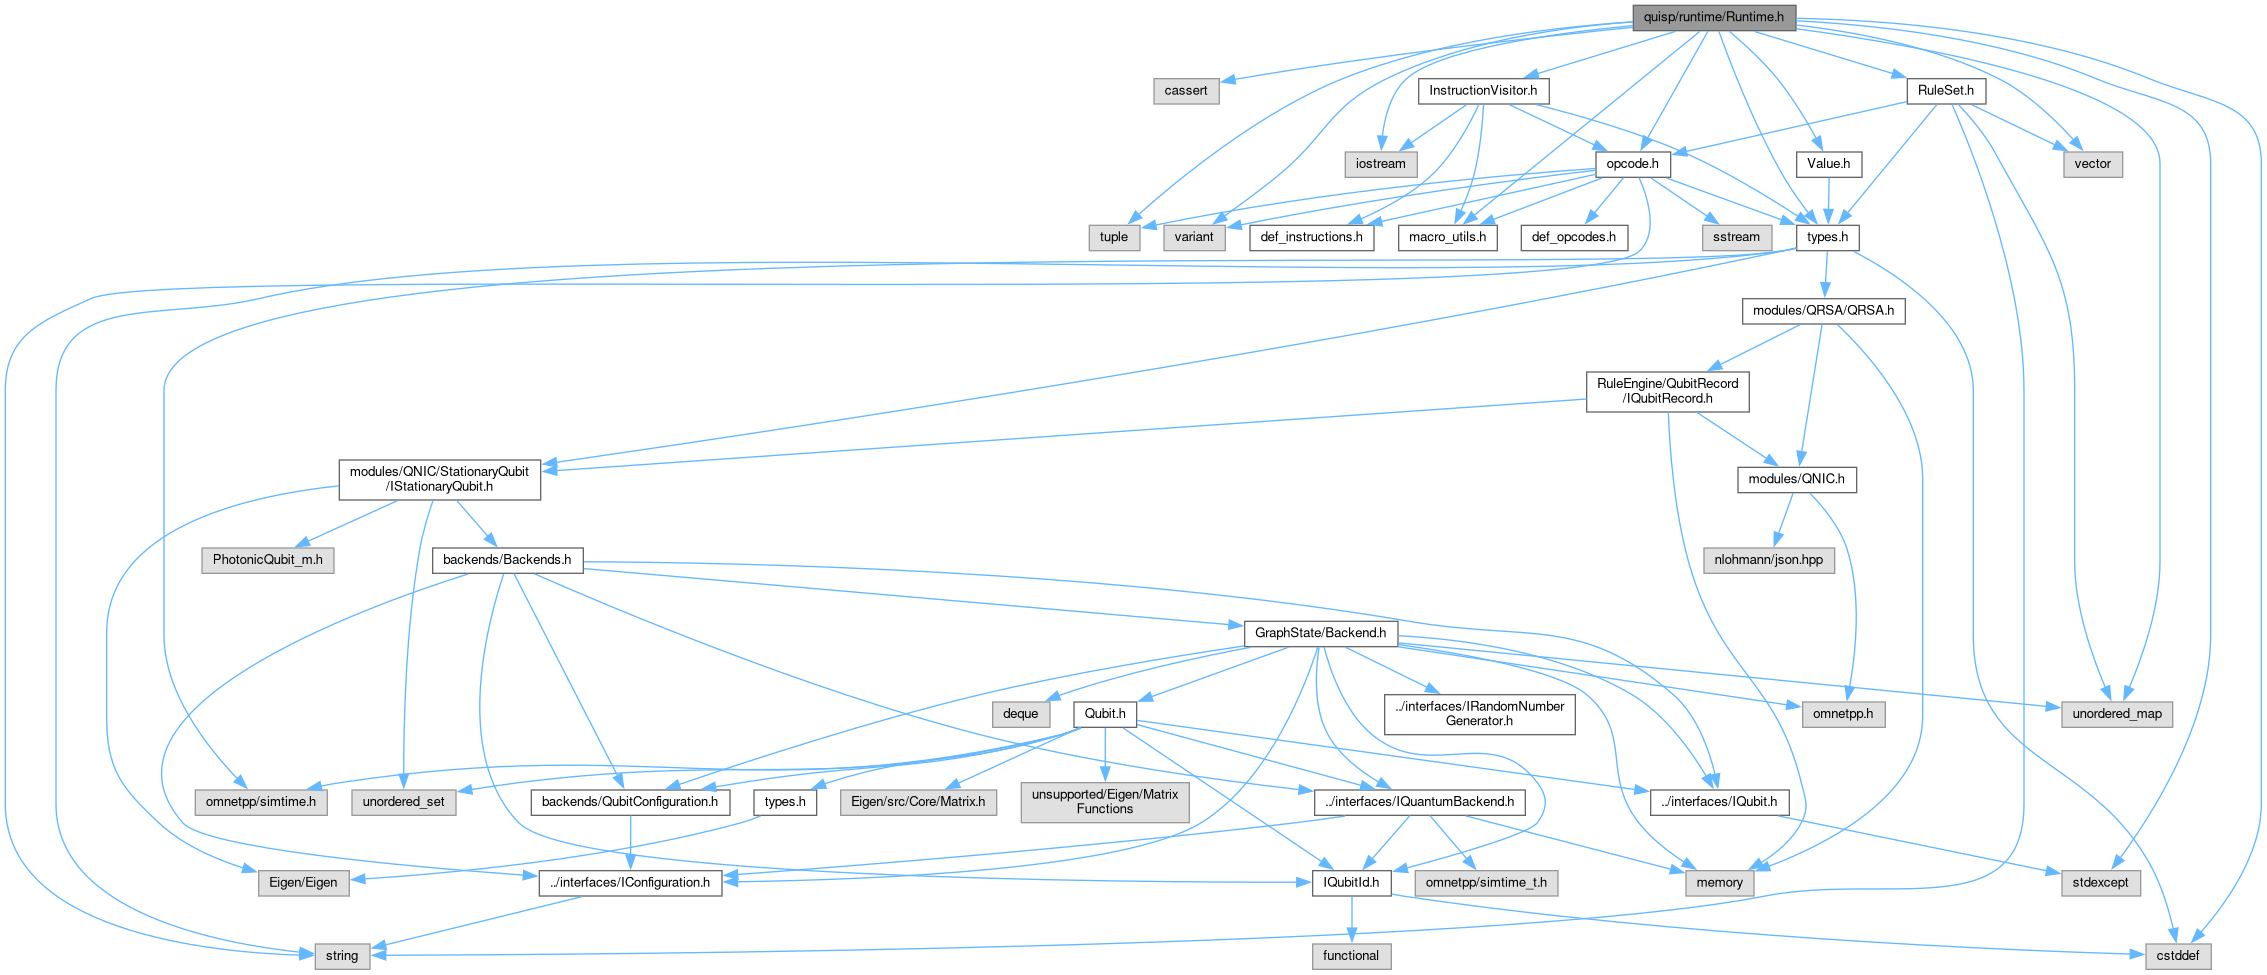 quisp/runtime/Runtime.h
cassert
InstructionVisitor.h
RuleSet.h
iostream
opcode.h
Value.h
vector
tuple
variant
def_instructions.h
macro_utils.h
def_opcodes.h
sstream
types.h
modules/QRSA/QRSA.h
RuleEngine/QubitRecord
/IQubitRecord.h
modules/QNIC/StationaryQubit
/IStationaryQubit.h
modules/QNIC.h
PhotonicQubit_m.h
backends/Backends.h
nlohmann/json.hpp
GraphState/Backend.h
deque
Qubit.h
../interfaces/IRandomNumber
Generator.h
omnetpp.h
unordered_map
omnetpp/simtime.h
unordered_set
backends/QubitConfiguration.h
types.h
Eigen/src/Core/Matrix.h
unsupported/Eigen/Matrix
Functions
../interfaces/IQuantumBackend.h
../interfaces/IQubit.h
Eigen/Eigen
../interfaces/IConfiguration.h
IQubitId.h
omnetpp/simtime_t.h
memory
stdexcept
string
functional
cstddef